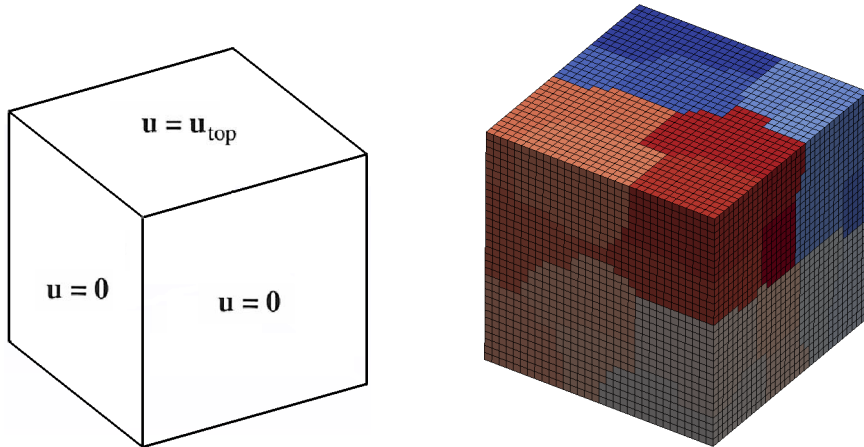 u = u_top
u = 0
u = 0